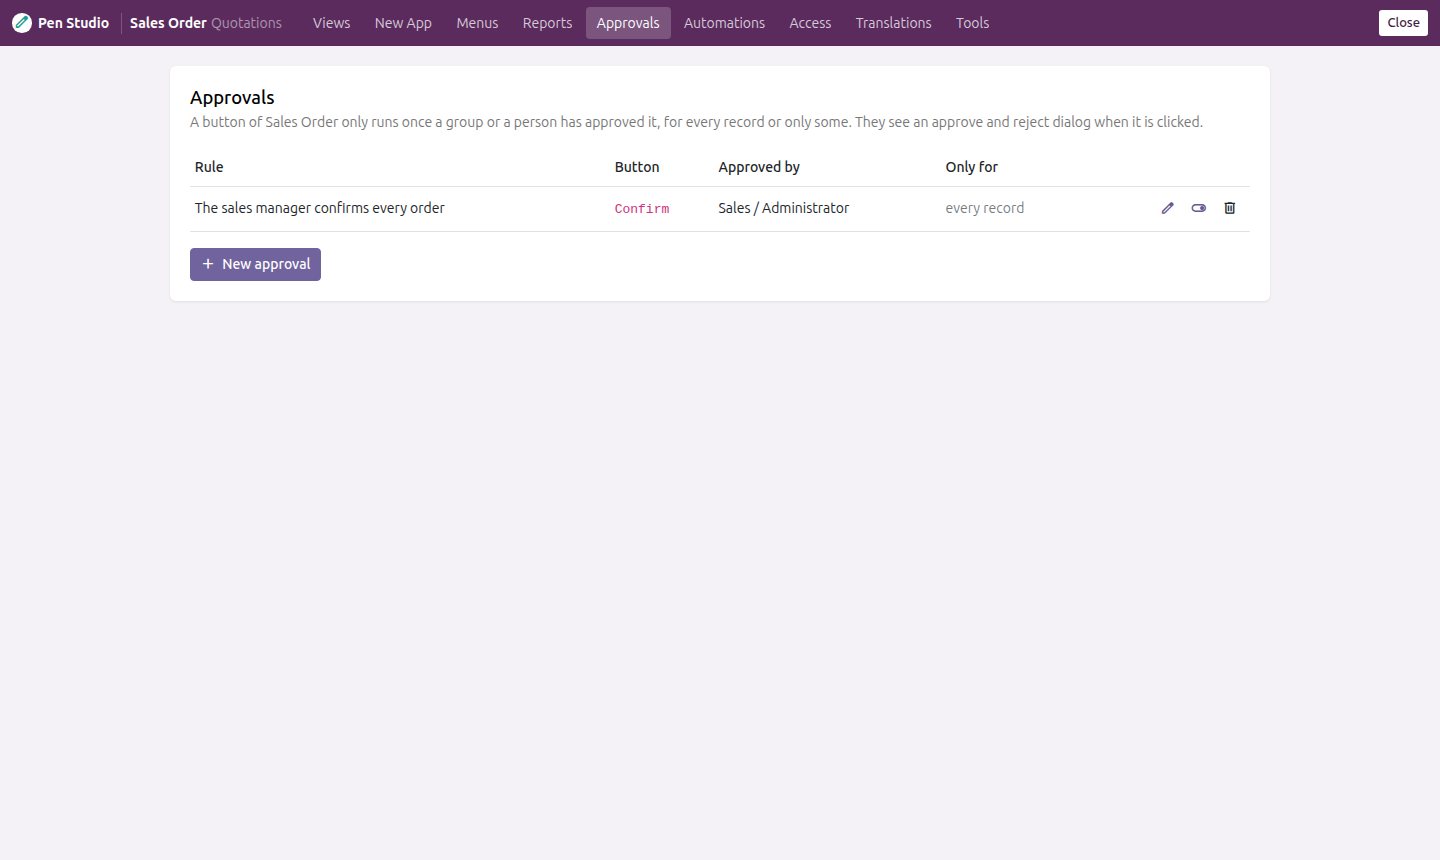 Pen Studio Sales Order Quotations Views New App Menus Reports Approvals Automations Access Translations Tools Close
Approvals
A button of Sales Order only runs once a group or a person has approved it, for every record or only some. They see an approve and reject dialog when it is clicked.
Rule Button Approved by Only for
The sales manager confirms every order Confirm Sales / Administrator every record
+ New approval